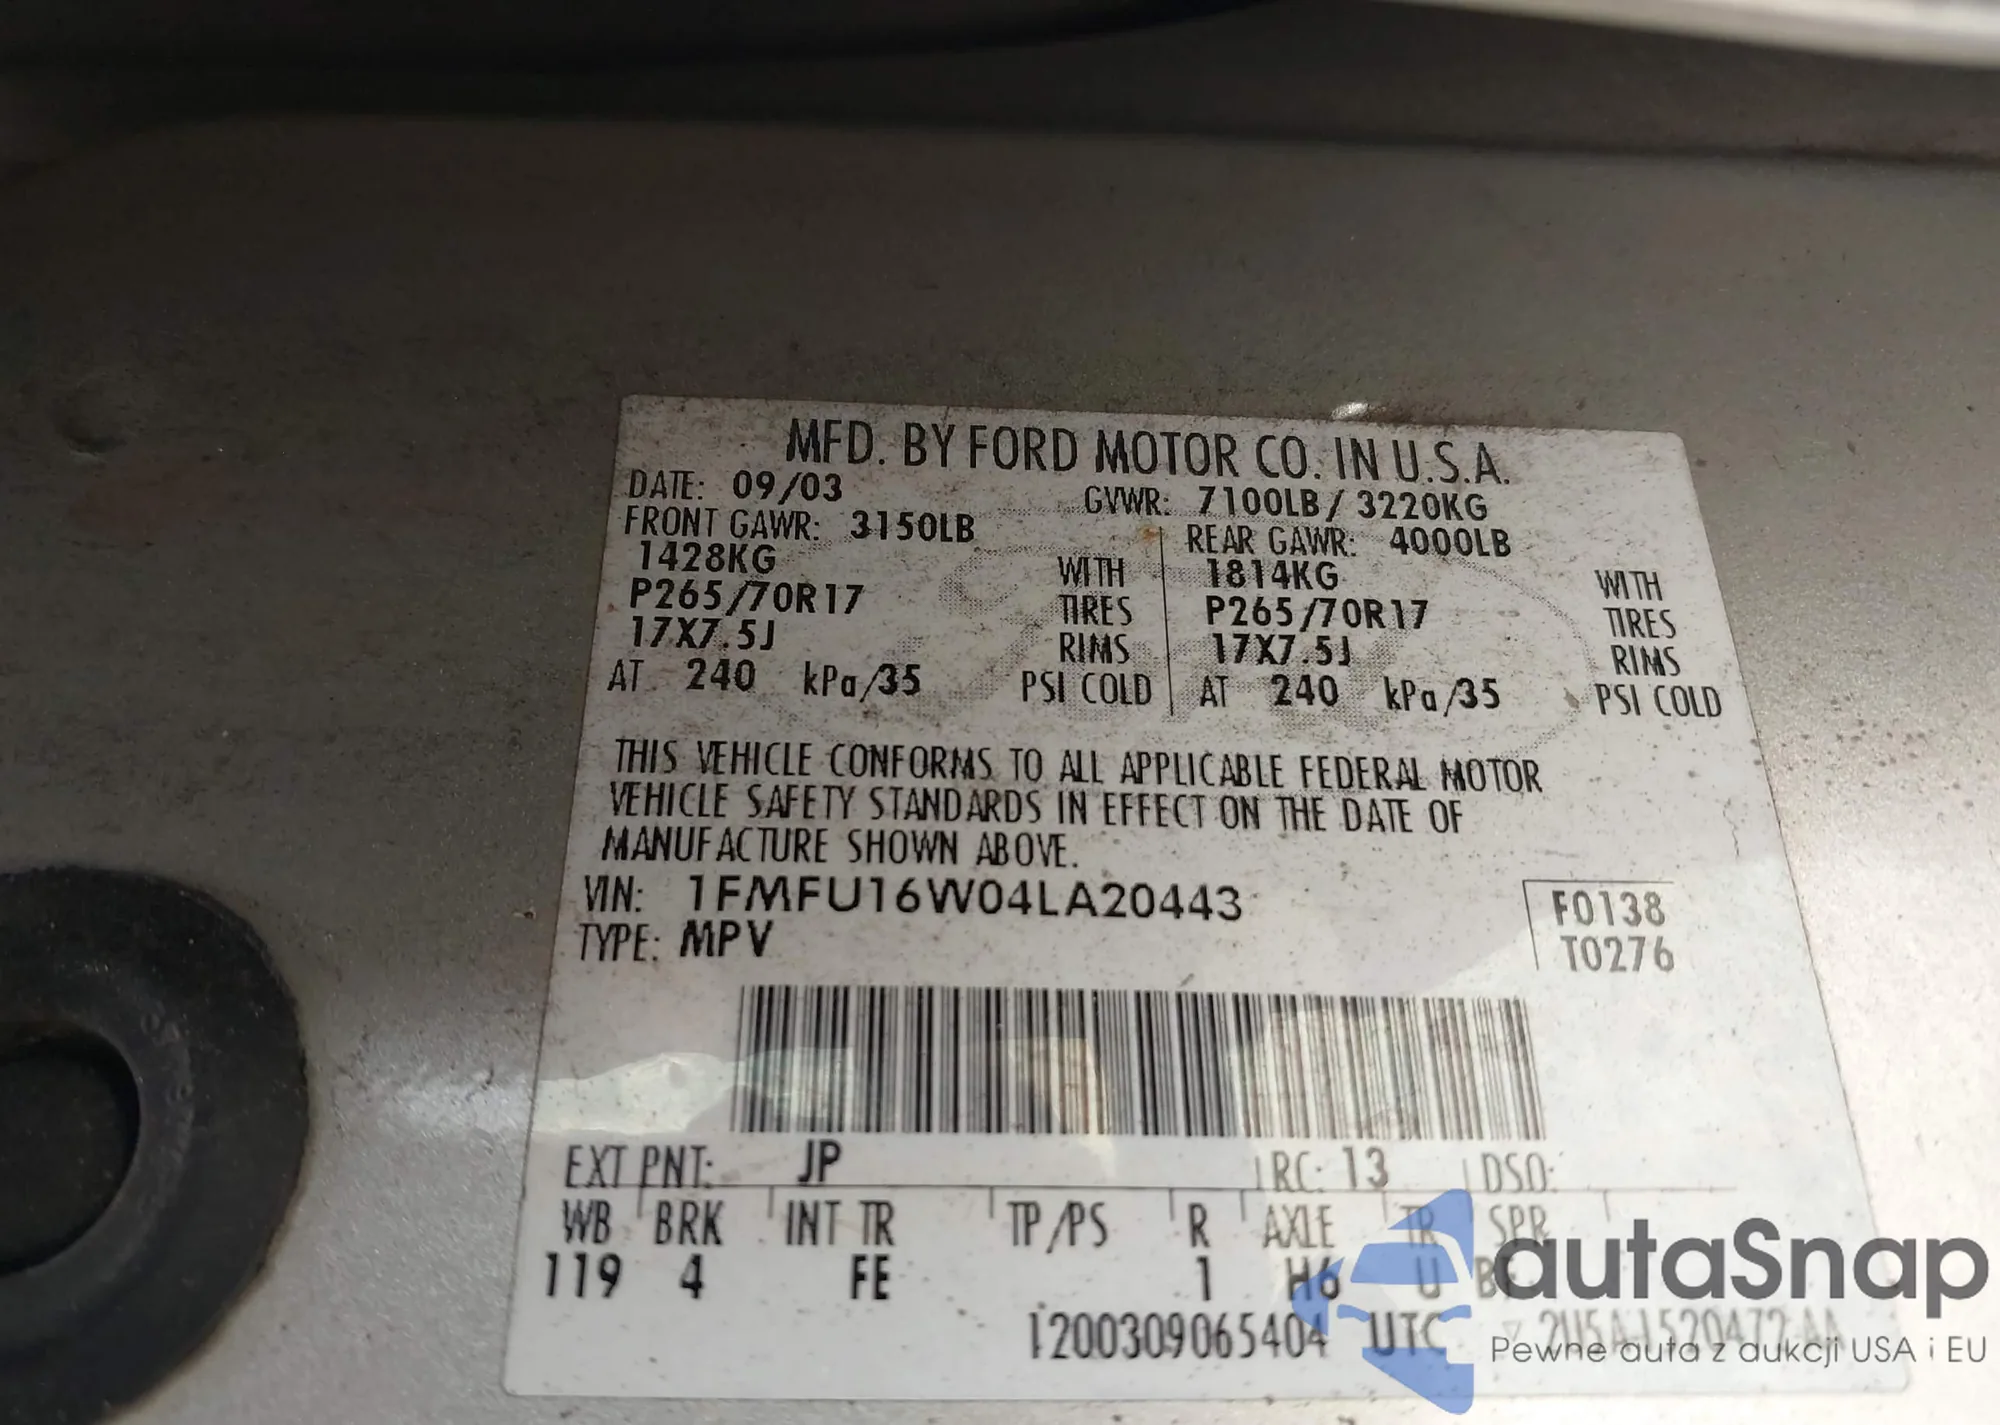 MFD. BY FORD MOTOR CO. IN U.S.A.
DATE: 09/03 GVWR: 7100LB / 3220KG
FRONT GAWR: 3150LB REAR GAWR: 4000LB
1428KG WITH 1814KG WITH
P265/70R17 TIRES P265/70R17 TIRES
17X7.5J RIMS 17X7.5J RIMS
AT 240 kPa/35 PSI COLD AT 240 kPa/35 PSI COLD
THIS VEHICLE CONFORMS TO ALL APPLICABLE FEDERAL MOTOR
VEHICLE SAFETY STANDARDS IN EFFECT ON THE DATE OF
MANUFACTURE SHOWN ABOVE.
VIN: 1FMFU16W04LA20443 F0138
TYPE: MPV T0276
EXT PNT: JP RC: 13 DSO:
WB BRK INT TR TP/PS R AXLE TR SPR
119 4 FE 1 H6 U
1200309065404 UTC
autaSnap
Pewne auta z aukcji USA i EU